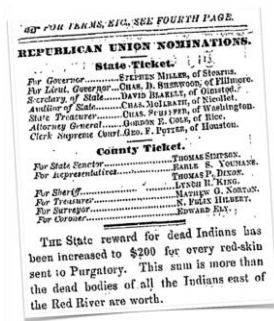 FOR TERMS, ETC., SEE FOURTH PAGE.
REPUBLICAN UNION NOMINATIONS.
State Ticket.
For Governor............STEPHEN MILLER, of Stearns.
For Lieut. Governor...CHAS. D. SHERWOOD, of Fillmore.
Secretary of State......DAVID BLAKELY, of Olmsted.
Auditor of State.........CHAS. McILRATH, of Nicollet.
State Treasurer.........CHAS. SCHEFFER, of Washington.
Attorney General......GORDON E. COLE, of Rice.
Clerk Supreme Court..GEO. F. POTTER, of Houston.
County Ticket.
For State Senator............THOMAS SIMPSON.
For Representatives........EARLE S. YOUMANS.
THOMAS P. DIXON.
For Sheriff....................LYNCH R. KING.
For Treasurer..............MATHEW G. NORTON.
For Surveyor...............N. FELIX HILBERT.
For Coroner.................EDWARD ELY.
THE State reward for dead Indians has
been increased to $200 for every red-skin
sent to Purgatory. This sum is more than
the dead bodies of all the Indians east of
the Red River are worth.